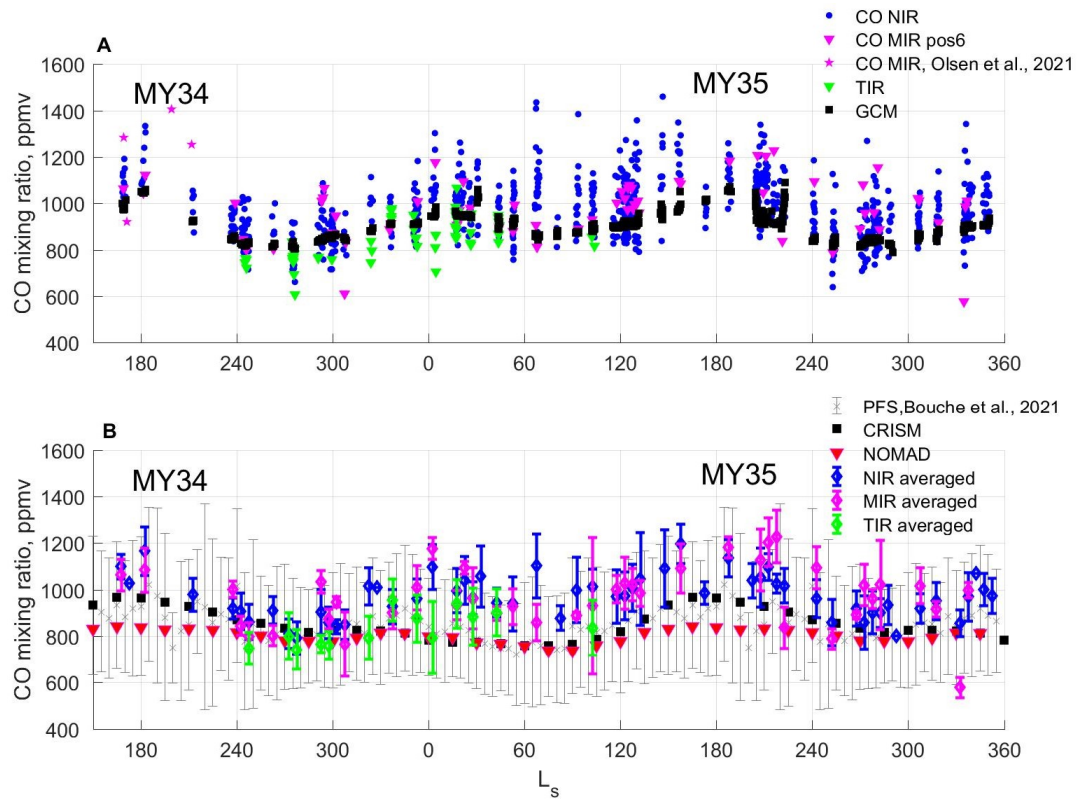 A
MY34
MY35
CO NIR
CO MIR pos6
CO MIR, Olsen et al., 2021
TIR
GCM
CO mixing ratio, ppmv
1600
1400
1200
1000
800
600
400
180
240
300
0
60
120
180
240
300
360
B
MY34
MY35
PFS,Bouche et al., 2021
CRISM
NOMAD
NIR averaged
MIR averaged
TIR averaged
CO mixing ratio, ppmv
1600
1400
1200
1000
800
600
400
180
240
300
0
60
120
180
240
300
360
Ls